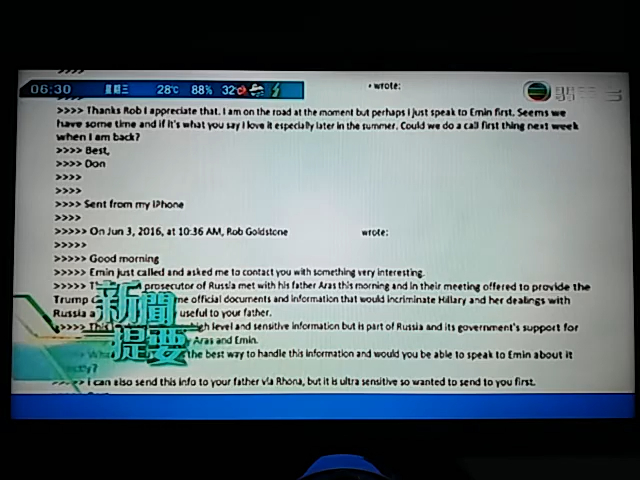 >>>>
06:30 星期三 28℃ 88% 32℃
wrote:
>>>> Thanks Rob I appreciate that. I am on the road at the moment but perhaps I just speak to Emin first. Seems we
have some time and if it's what you say I love it especially later in the summer. Could we do a call first thing next week
when I am back?
>>>> Best,
>>>> Don
>>>>
>>>>
>>>> Sent from my iPhone
>>>>
>>>>> On Jun 3, 2016, at 10:36 AM, Rob Goldstone wrote:
>>>>>
>>>>> Good morning
>>>>> Emin just called and asked me to contact you with something very interesting.
prosecutor of Russia met with his father Aras this morning and in their meeting offered to provide the
Trump official documents and information that would incriminate Hillary and her dealings with
Russia useful to your father.
>>>>> This level and sensitive information but is part of Russia and its government's support for
Aras and Emin.
the best way to handle this information and would you be able to speak to Emin about it
>>>>> I can also send this info to your father via Rhona, but it is ultra sensitive so wanted to send to you first.
新聞
提要